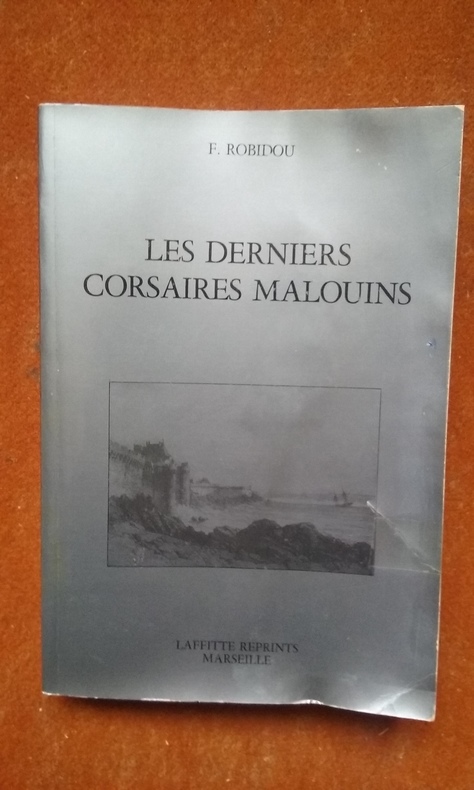 F. ROBIDOU
LES DERNIERS
CORSAIRES MALOUINS
LAFFITTE REPRINTS
MARSEILLE